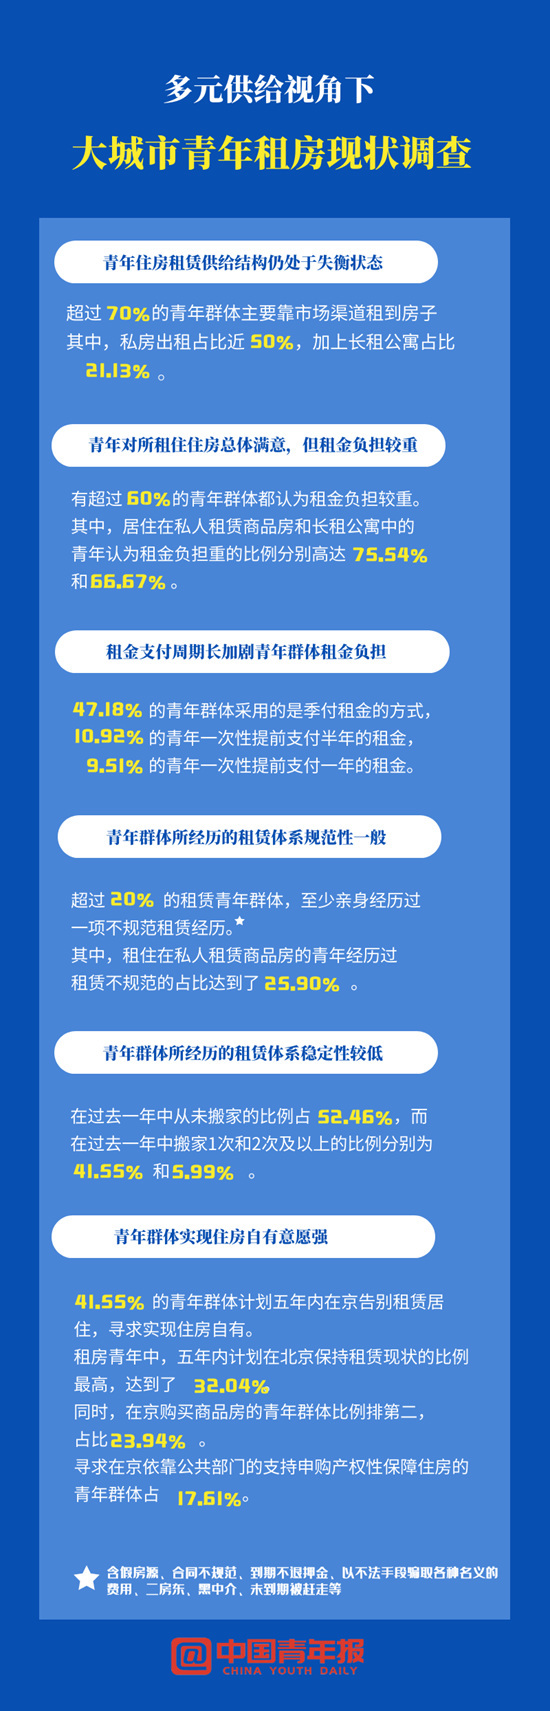 多元供给视角下
大城市青年租房现状调查
青年住房租赁供给结构仍处于失衡状态
超过 70%的青年群体主要靠市场渠道租到房子
其中，私房出租占比近 50%，加上长租公寓占比
21.13% 。
青年对所租住住房总体满意，但租金负担较重
有超过 60%的青年群体都认为租金负担较重。
其中，居住在私人租赁商品房和长租公寓中的
青年认为租金负担重的比例分别高达 75.54%
和66.67% 。
租金支付周期长加剧青年群体租金负担
47.18% 的青年群体采用的是季付租金的方式，
10.92% 的青年一次性提前支付半年的租金，
9.51% 的青年一次性提前支付一年的租金。
青年群体所经历的租赁体系规范性一般
超过 20% 的租赁青年群体，至少亲身经历过
一项不规范租赁经历。★
其中，租住在私人租赁商品房的青年经历过
租赁不规范的占比达到了 25.90% 。
青年群体所经历的租赁体系稳定性较低
在过去一年中从未搬家的比例占 52.46%，而
在过去一年中搬家1次和2次及以上的比例分别为
41.55% 和5.99% 。
青年群体实现住房自有意愿强
41.55% 的青年群体计划五年内在京告别租赁居
住，寻求实现住房自有。
租房青年中，五年内计划在北京保持租赁现状的比例
最高，达到了 32.04%
同时，在京购买商品房的青年群体比例排第二，
占比23.94% 。
寻求在京依靠公共部门的支持申购产权性保障住房的
青年群体占 17.61%。
★ 含假房源、合同不规范、到期不退押金、以不法手段骗取各种名义的
费用、二房东、黑中介、未到期被赶走等
@中国青年报
CHINA YOUTH DAILY